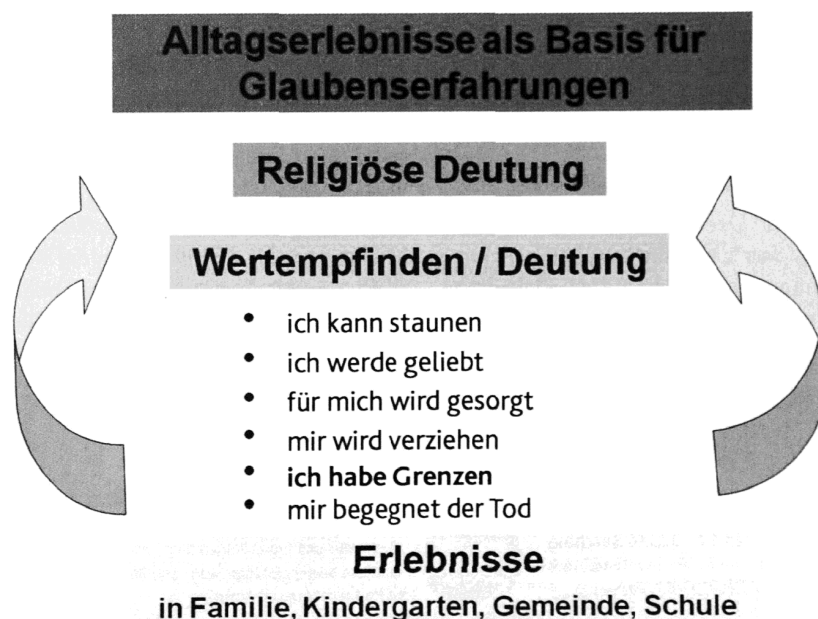 Alltagserlebnisse als Basis für
Glaubenserfahrungen
Religiöse Deutung
Wertempfinden / Deutung
• ich kann staunen
• ich werde geliebt
• für mich wird gesorgt
• mir wird verziehen
• ich habe Grenzen
• mir begegnet der Tod
Erlebnisse
in Familie, Kindergarten, Gemeinde, Schule